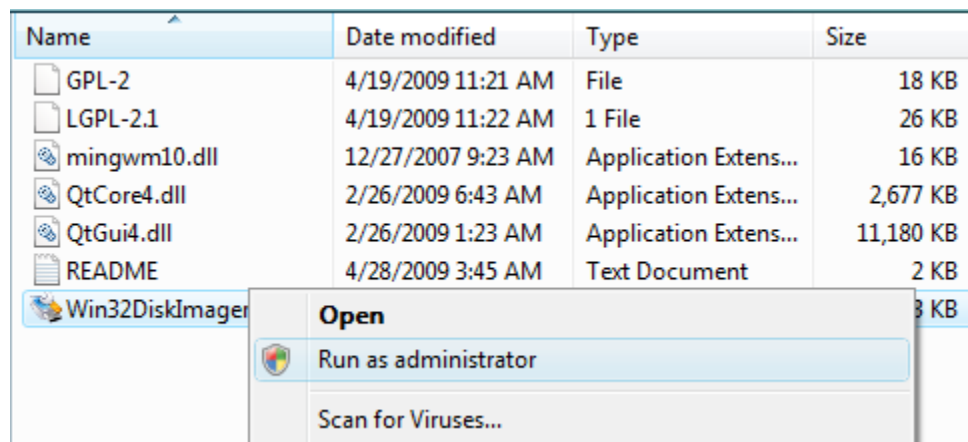 Name Date modified Type Size
GPL-2 4/19/2009 11:21 AM File 18 KB
LGPL-2.1 4/19/2009 11:22 AM 1 File 26 KB
mingwm10.dll 12/27/2007 9:23 AM Application Extens... 16 KB
QtCore4.dll 2/26/2009 6:43 AM Application Extens... 2,677 KB
QtGui4.dll 2/26/2009 1:23 AM Application Extens... 11,180 KB
README 4/28/2009 3:45 AM Text Document 2 KB
Win32DiskImager KB
Open
Run as administrator
Scan for Viruses...